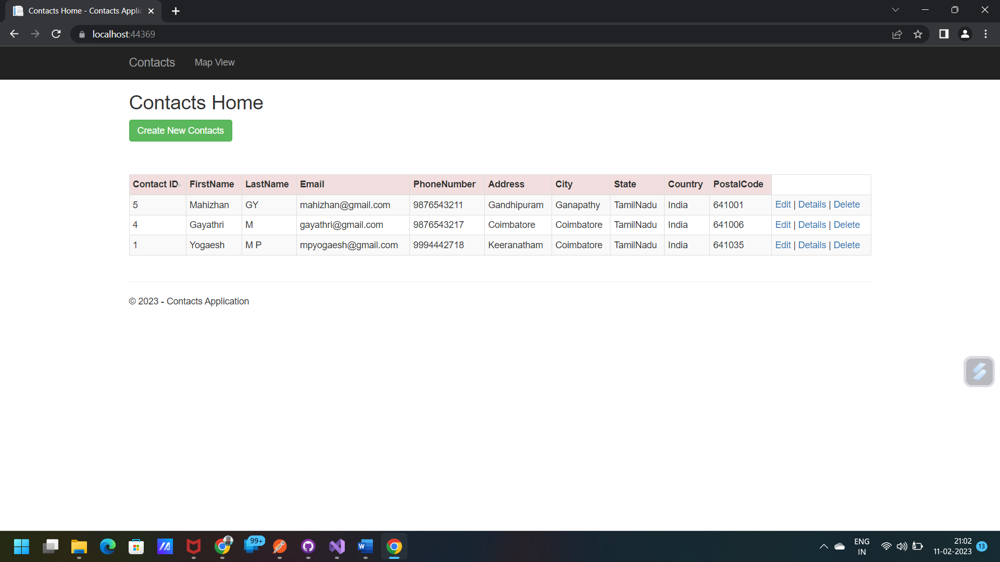 Contacts Home - Contacts Applic
localhost:44369
Contacts Map View
Contacts Home
Create New Contacts
Contact ID FirstName LastName Email PhoneNumber Address City State Country PostalCode
5 Mahizhan GY mahizhan@gmail.com 9876543211 Gandhipuram Ganapathy TamilNadu India 641001 Edit | Details | Delete
4 Gayathri M gayathri@gmail.com 9876543217 Coimbatore Coimbatore TamilNadu India 641006 Edit | Details | Delete
1 Yogaesh M P mpyogaesh@gmail.com 9994442718 Keeranatham Coimbatore TamilNadu India 641035 Edit | Details | Delete
© 2023 - Contacts Application
99+
W
ENG
IN
21:02
11-02-2023
13